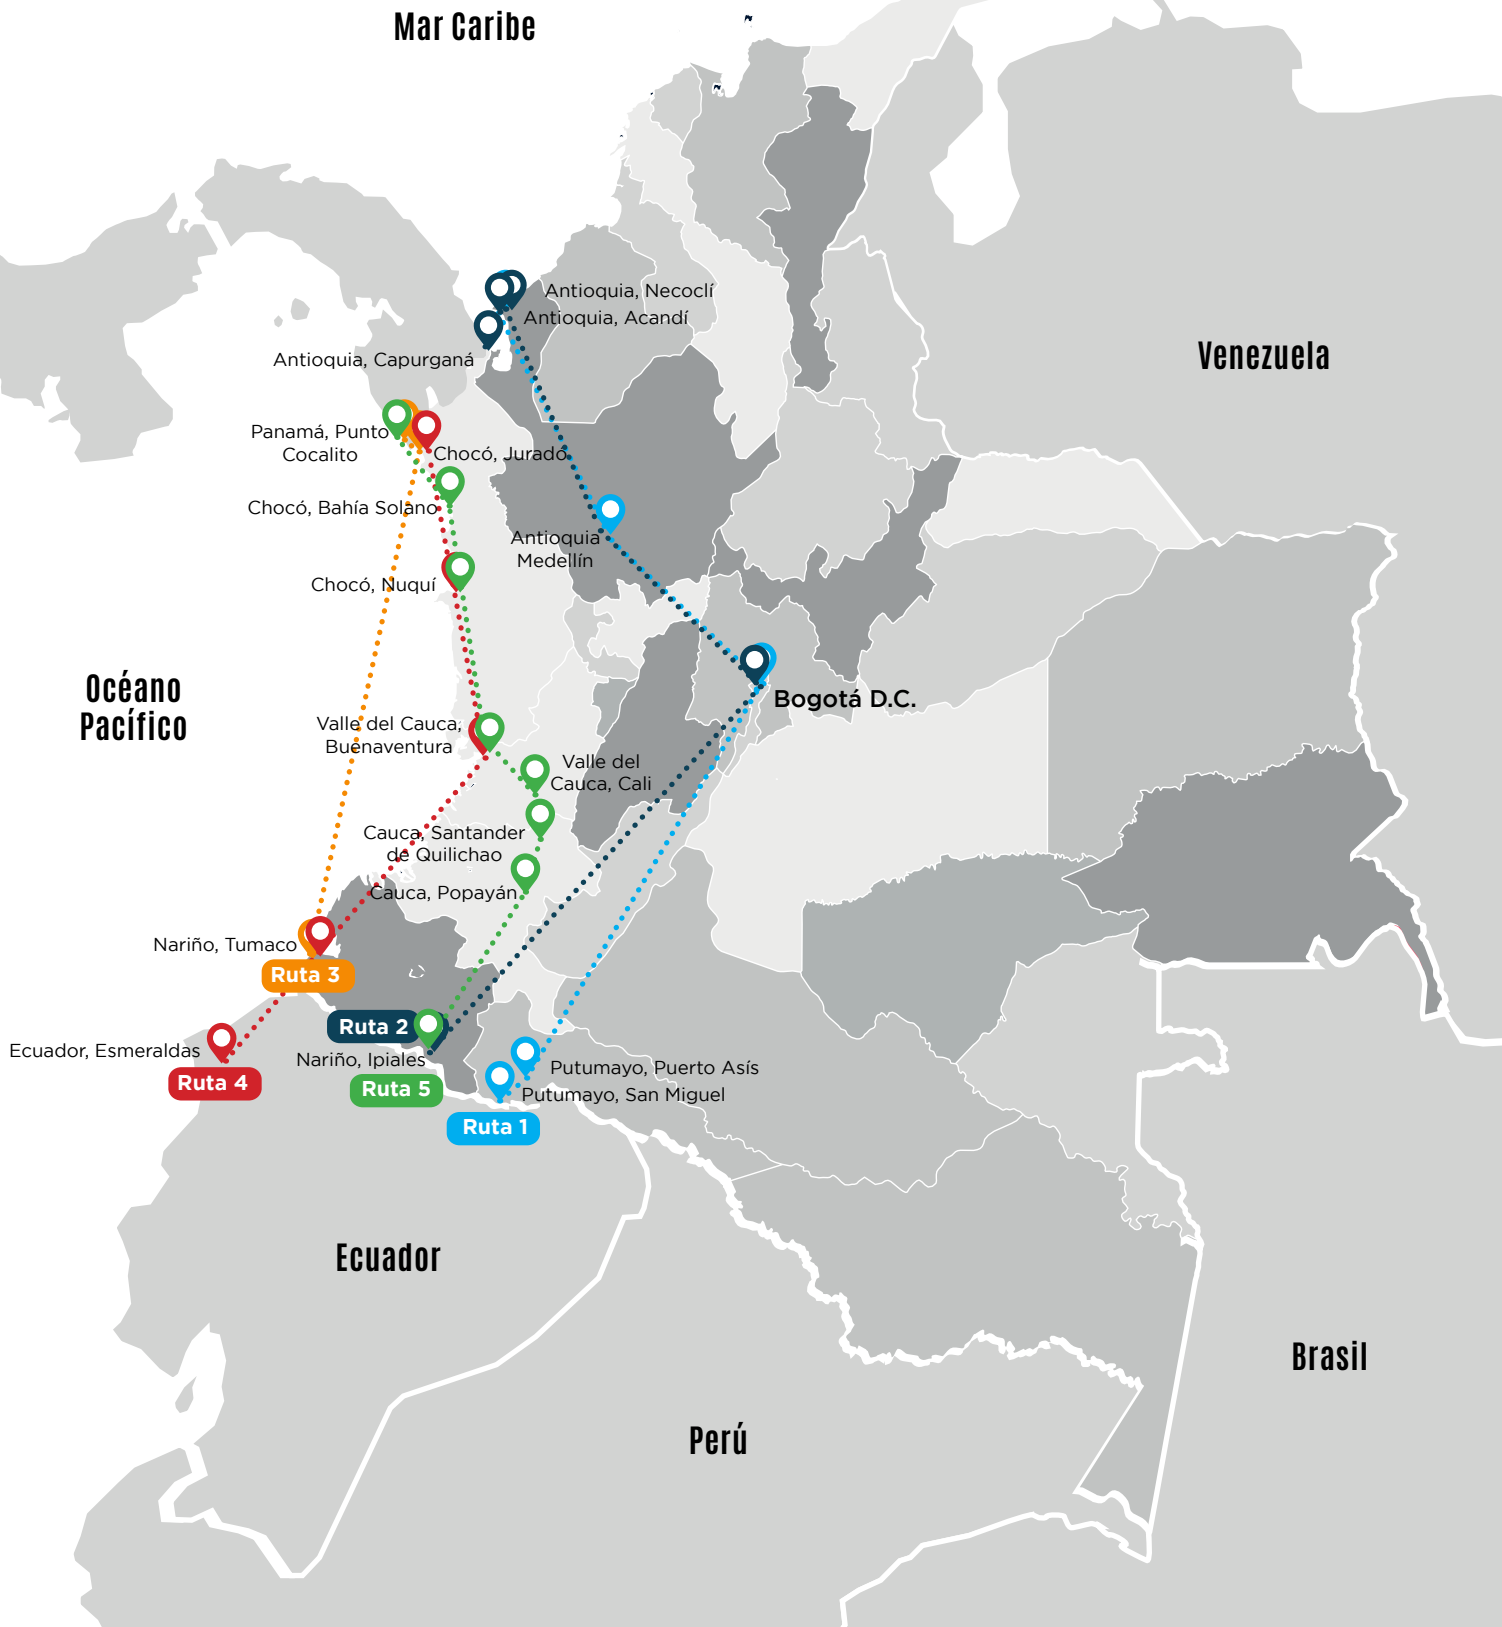 Mar Caribe
Antioquia, Necoclí
Antioquia, Acandí
Venezuela
Antioquia, Capurganá
Panamá, Punto
Cocalito
Chocó, Jurado
Chocó, Bahía Solano
Antioquia
Medellín
Chocó, Nuquí
Océano
Pacífico
Bogotá D.C.
Valle del Cauca,
Buenaventura
Valle del
Cauca, Cali
Cauca, Santander
de Quilichao
Cauca, Popayán
Nariño, Tumaco
Ruta 3
Ruta 2
Ecuador, Esmeraldas
Nariño, Ipiales
Putumayo, Puerto Asís
Ruta 4
Ruta 5
Putumayo, San Miguel
Ruta 1
Ecuador
Brasil
Perú